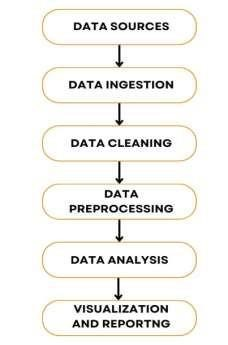 DATA SOURCES
DATA INGESTION
DATA CLEANING
DATA
PREPROCESSING
DATA ANALYSIS
VISUALIZATION
AND REPORTNG